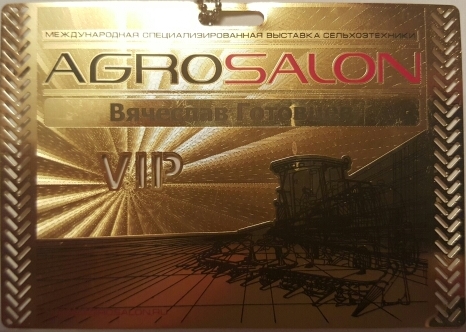 МЕЖДУНАРОДНАЯ СПЕЦИАЛИЗИРОВАННАЯ ВЫСТАВКА СЕЛЬХОЗТЕХНИКИ
AGROSALON
Вячеслав
VIP